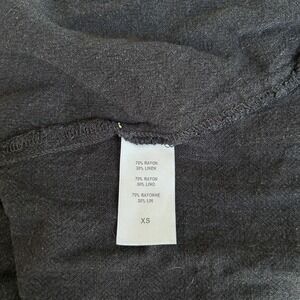 70% RAYON
30% LINEN
70% RAYON
30% LINO
70% RAYONNE
30% LIN
XS